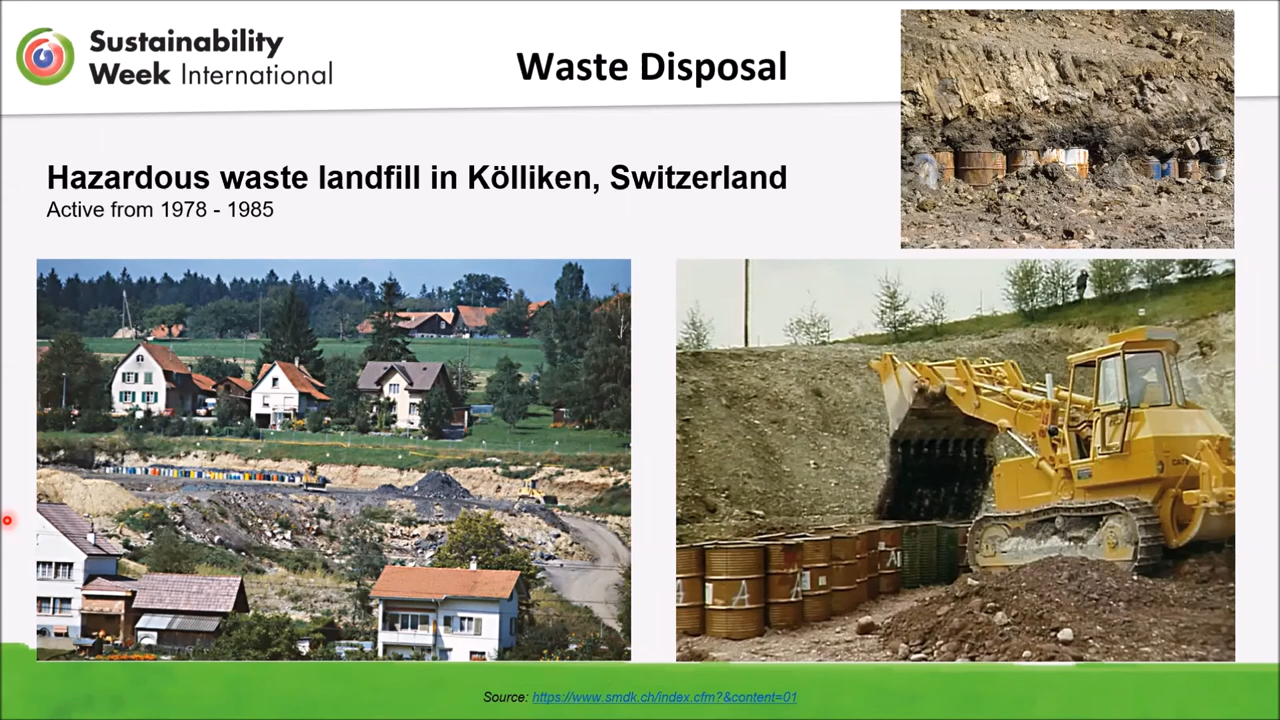 Sustainability
Week International
Waste Disposal
Hazardous waste landfill in Kölliken, Switzerland
Active from 1978 - 1985
A
A
A
Source: https://www.smdk.ch/index.cfm?&content=01